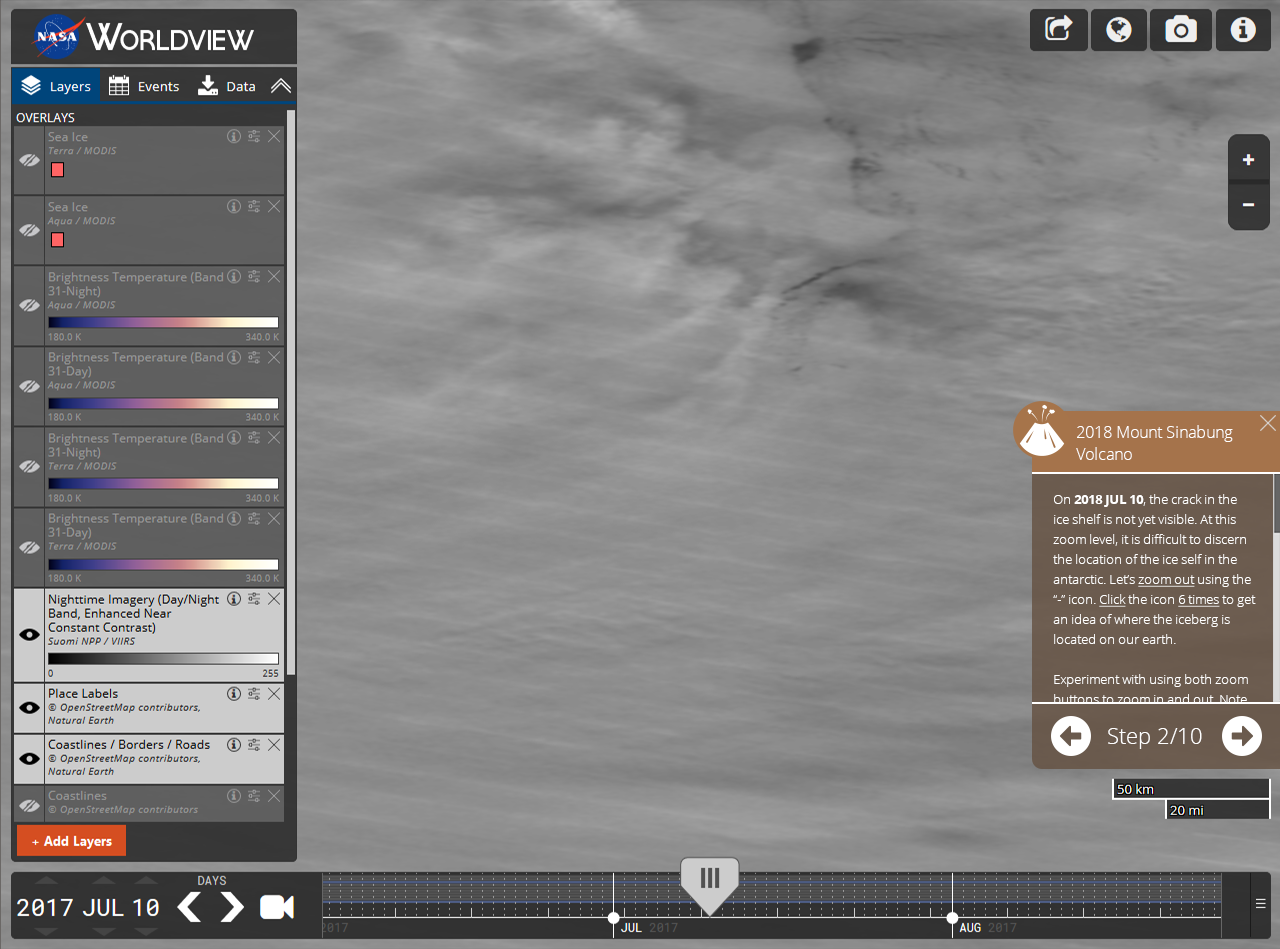 NASA WORLDVIEW
Layers Events Data
OVERLAYS
Sea Ice
Terra / MODIS
Sea Ice
Aqua / MODIS
Brightness Temperature (Band
31-Night)
Aqua / MODIS
180.0 K 340.0 K
Brightness Temperature (Band
31-Day)
Aqua / MODIS
180.0 K 340.0 K
Brightness Temperature (Band
31-Night)
Terra / MODIS
180.0 K 340.0 K
Brightness Temperature (Band
31-Day)
Terra / MODIS
180.0 K 340.0 K
Nighttime Imagery (Day/Night
Band, Enhanced Near
Constant Contrast)
Suomi NPP / VIIRS
0 255
Place Labels
© OpenStreetMap contributors,
Natural Earth
Coastlines / Borders / Roads
© OpenStreetMap contributors,
Natural Earth
Coastlines
© OpenStreetMap contributors
+ Add Layers
2018 Mount Sinabung
Volcano
On 2018 JUL 10, the crack in the
ice shelf is not yet visible. At this
zoom level, it is difficult to discern
the location of the ice self in the
antarctic. Let's zoom out using the
“-” icon. Click the icon 6 times to get
an idea of where the iceberg is
located on our earth.
Experiment with using both zoom
buttons to zoom in and out. Note
Step 2/10
50 km
20 mi
DAYS
2017 JUL 10
2017
JUL 2017
AUG 2017